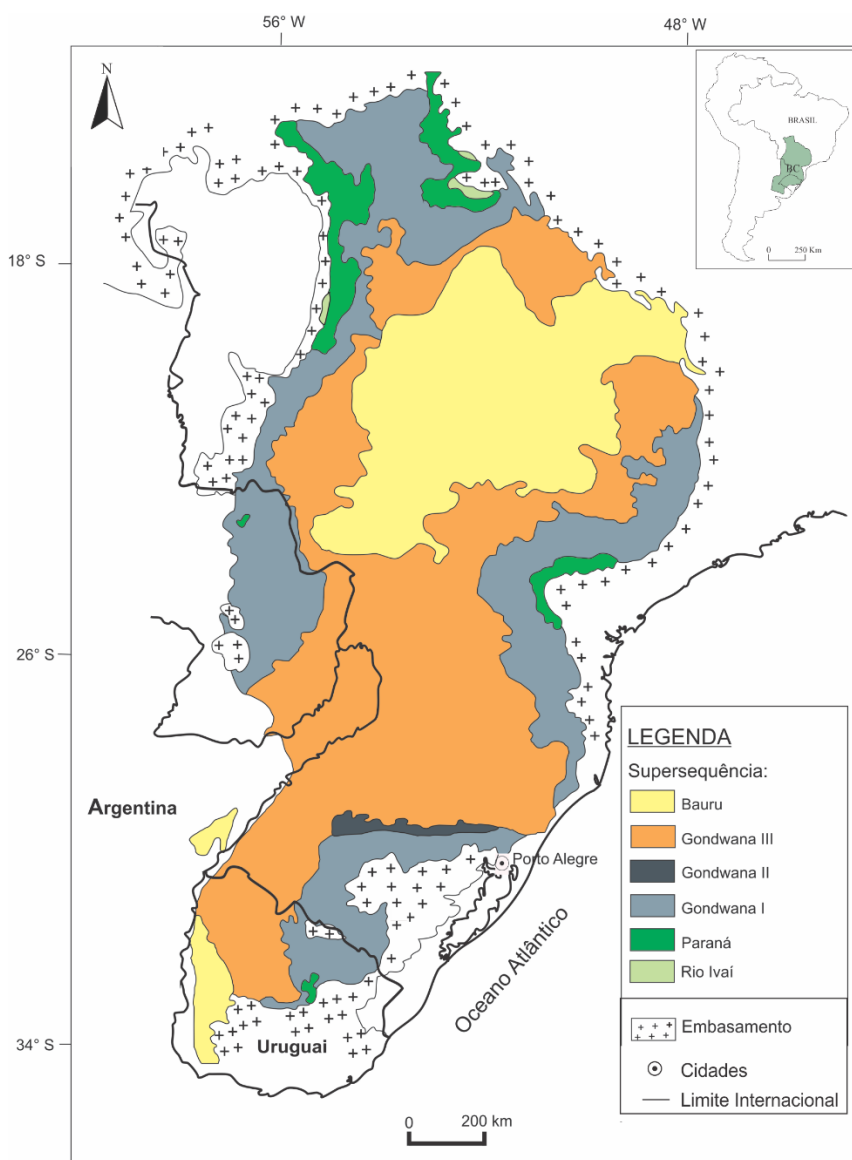 56° W
48° W
N
BRASIL
BC
0 250 Km
18° S
26° S
34° S
Argentina
Porto Alegre
Oceano Atlântico
Uruguai
0 200 km
LEGENDA
Supersequência:
Bauru
Gondwana III
Gondwana II
Gondwana I
Paraná
Rio Ivaí
Embasamento
Cidades
Limite Internacional